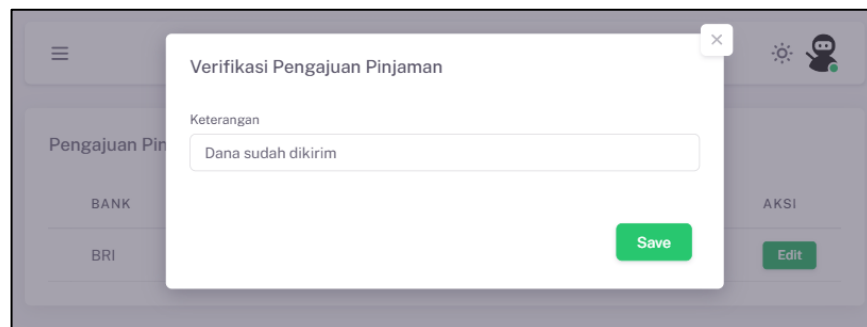 Verifikasi Pengajuan Pinjaman
Keterangan
Dana sudah dikirim
Save
Pengajuan Pin
BANK
AKSI
BRI
Edit